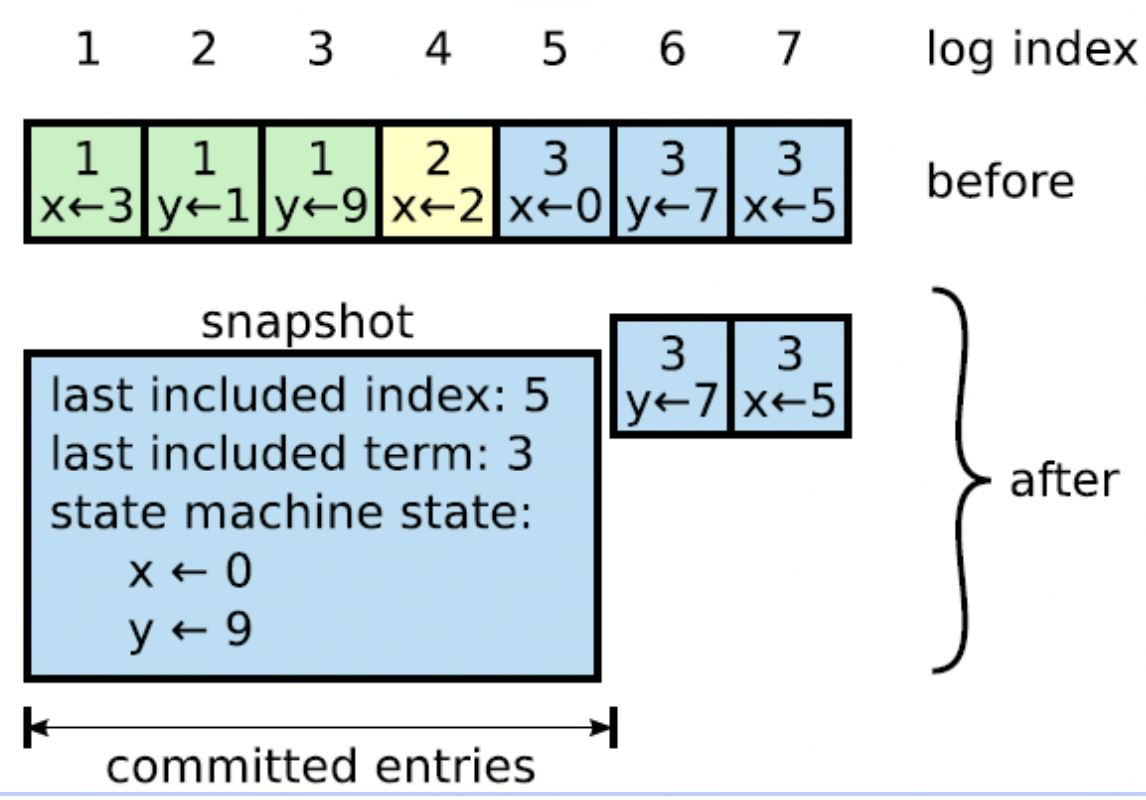 1 2 3 4 5 6 7 log index
1 1 1 2 3 3 3
x←3 y←1 y←9 x←2 x←0 y←7 x←5
before
snapshot
3 3
y←7 x←5
last included index: 5
last included term: 3
state machine state:
x ← 0
y ← 9
after
committed entries